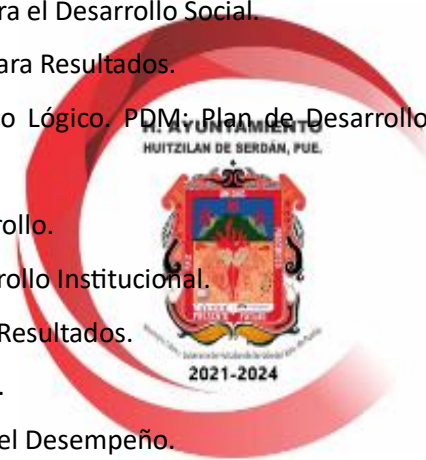 ra el Desarrollo Social.
ara Resultados.
o Lógico. PDM: Plan de Desarrollo
H. AYUNTAMIENTO
HUITZILAN DE SERDÁN, PUE.
rollo.
rollo Institucional.
Resultados.
PRESENTE
2021-2024
.
el Desempeño.